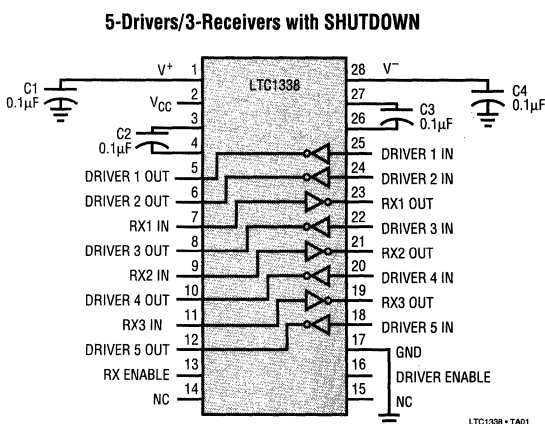 5-Drivers/3-Receivers with SHUTDOWN
LTC1338
V+ 1
28 V−
C1
0.1µF
C4
0.1µF
VCC 2
27
C3
0.1µF
3
26
C2
0.1µF
4
25 DRIVER 1 IN
DRIVER 1 OUT 5
24 DRIVER 2 IN
DRIVER 2 OUT 6
23 RX1 OUT
RX1 IN 7
22 DRIVER 3 IN
DRIVER 3 OUT 8
21 RX2 OUT
RX2 IN 9
20 DRIVER 4 IN
DRIVER 4 OUT 10
19 RX3 OUT
RX3 IN 11
18 DRIVER 5 IN
DRIVER 5 OUT 12
17 GND
RX ENABLE 13
16 DRIVER ENABLE
NC 14
15 NC
LTC1338 • TA01